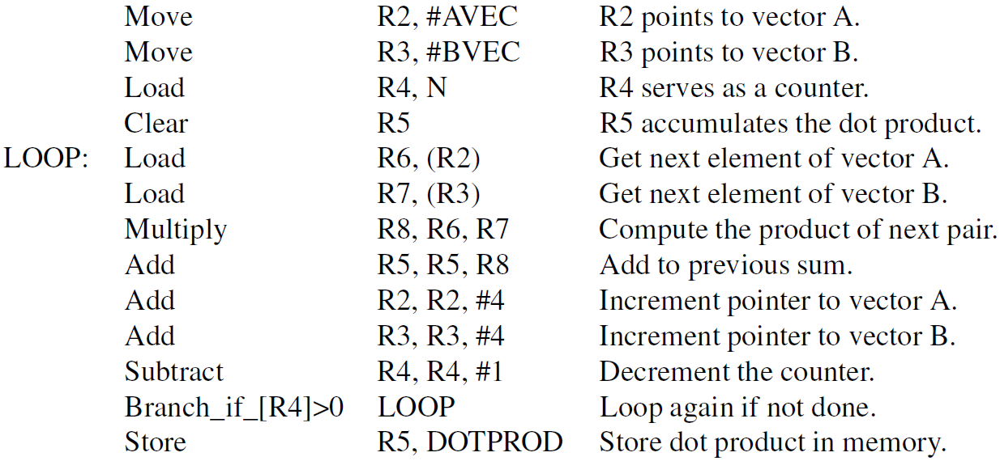 Move R2, #AVEC R2 points to vector A.
Move R3, #BVEC R3 points to vector B.
Load R4, N R4 serves as a counter.
Clear R5 R5 accumulates the dot product.
LOOP: Load R6, (R2) Get next element of vector A.
Load R7, (R3) Get next element of vector B.
Multiply R8, R6, R7 Compute the product of next pair.
Add R5, R5, R8 Add to previous sum.
Add R2, R2, #4 Increment pointer to vector A.
Add R3, R3, #4 Increment pointer to vector B.
Subtract R4, R4, #1 Decrement the counter.
Branch_if_[R4]>0 LOOP Loop again if not done.
Store R5, DOTPROD Store dot product in memory.